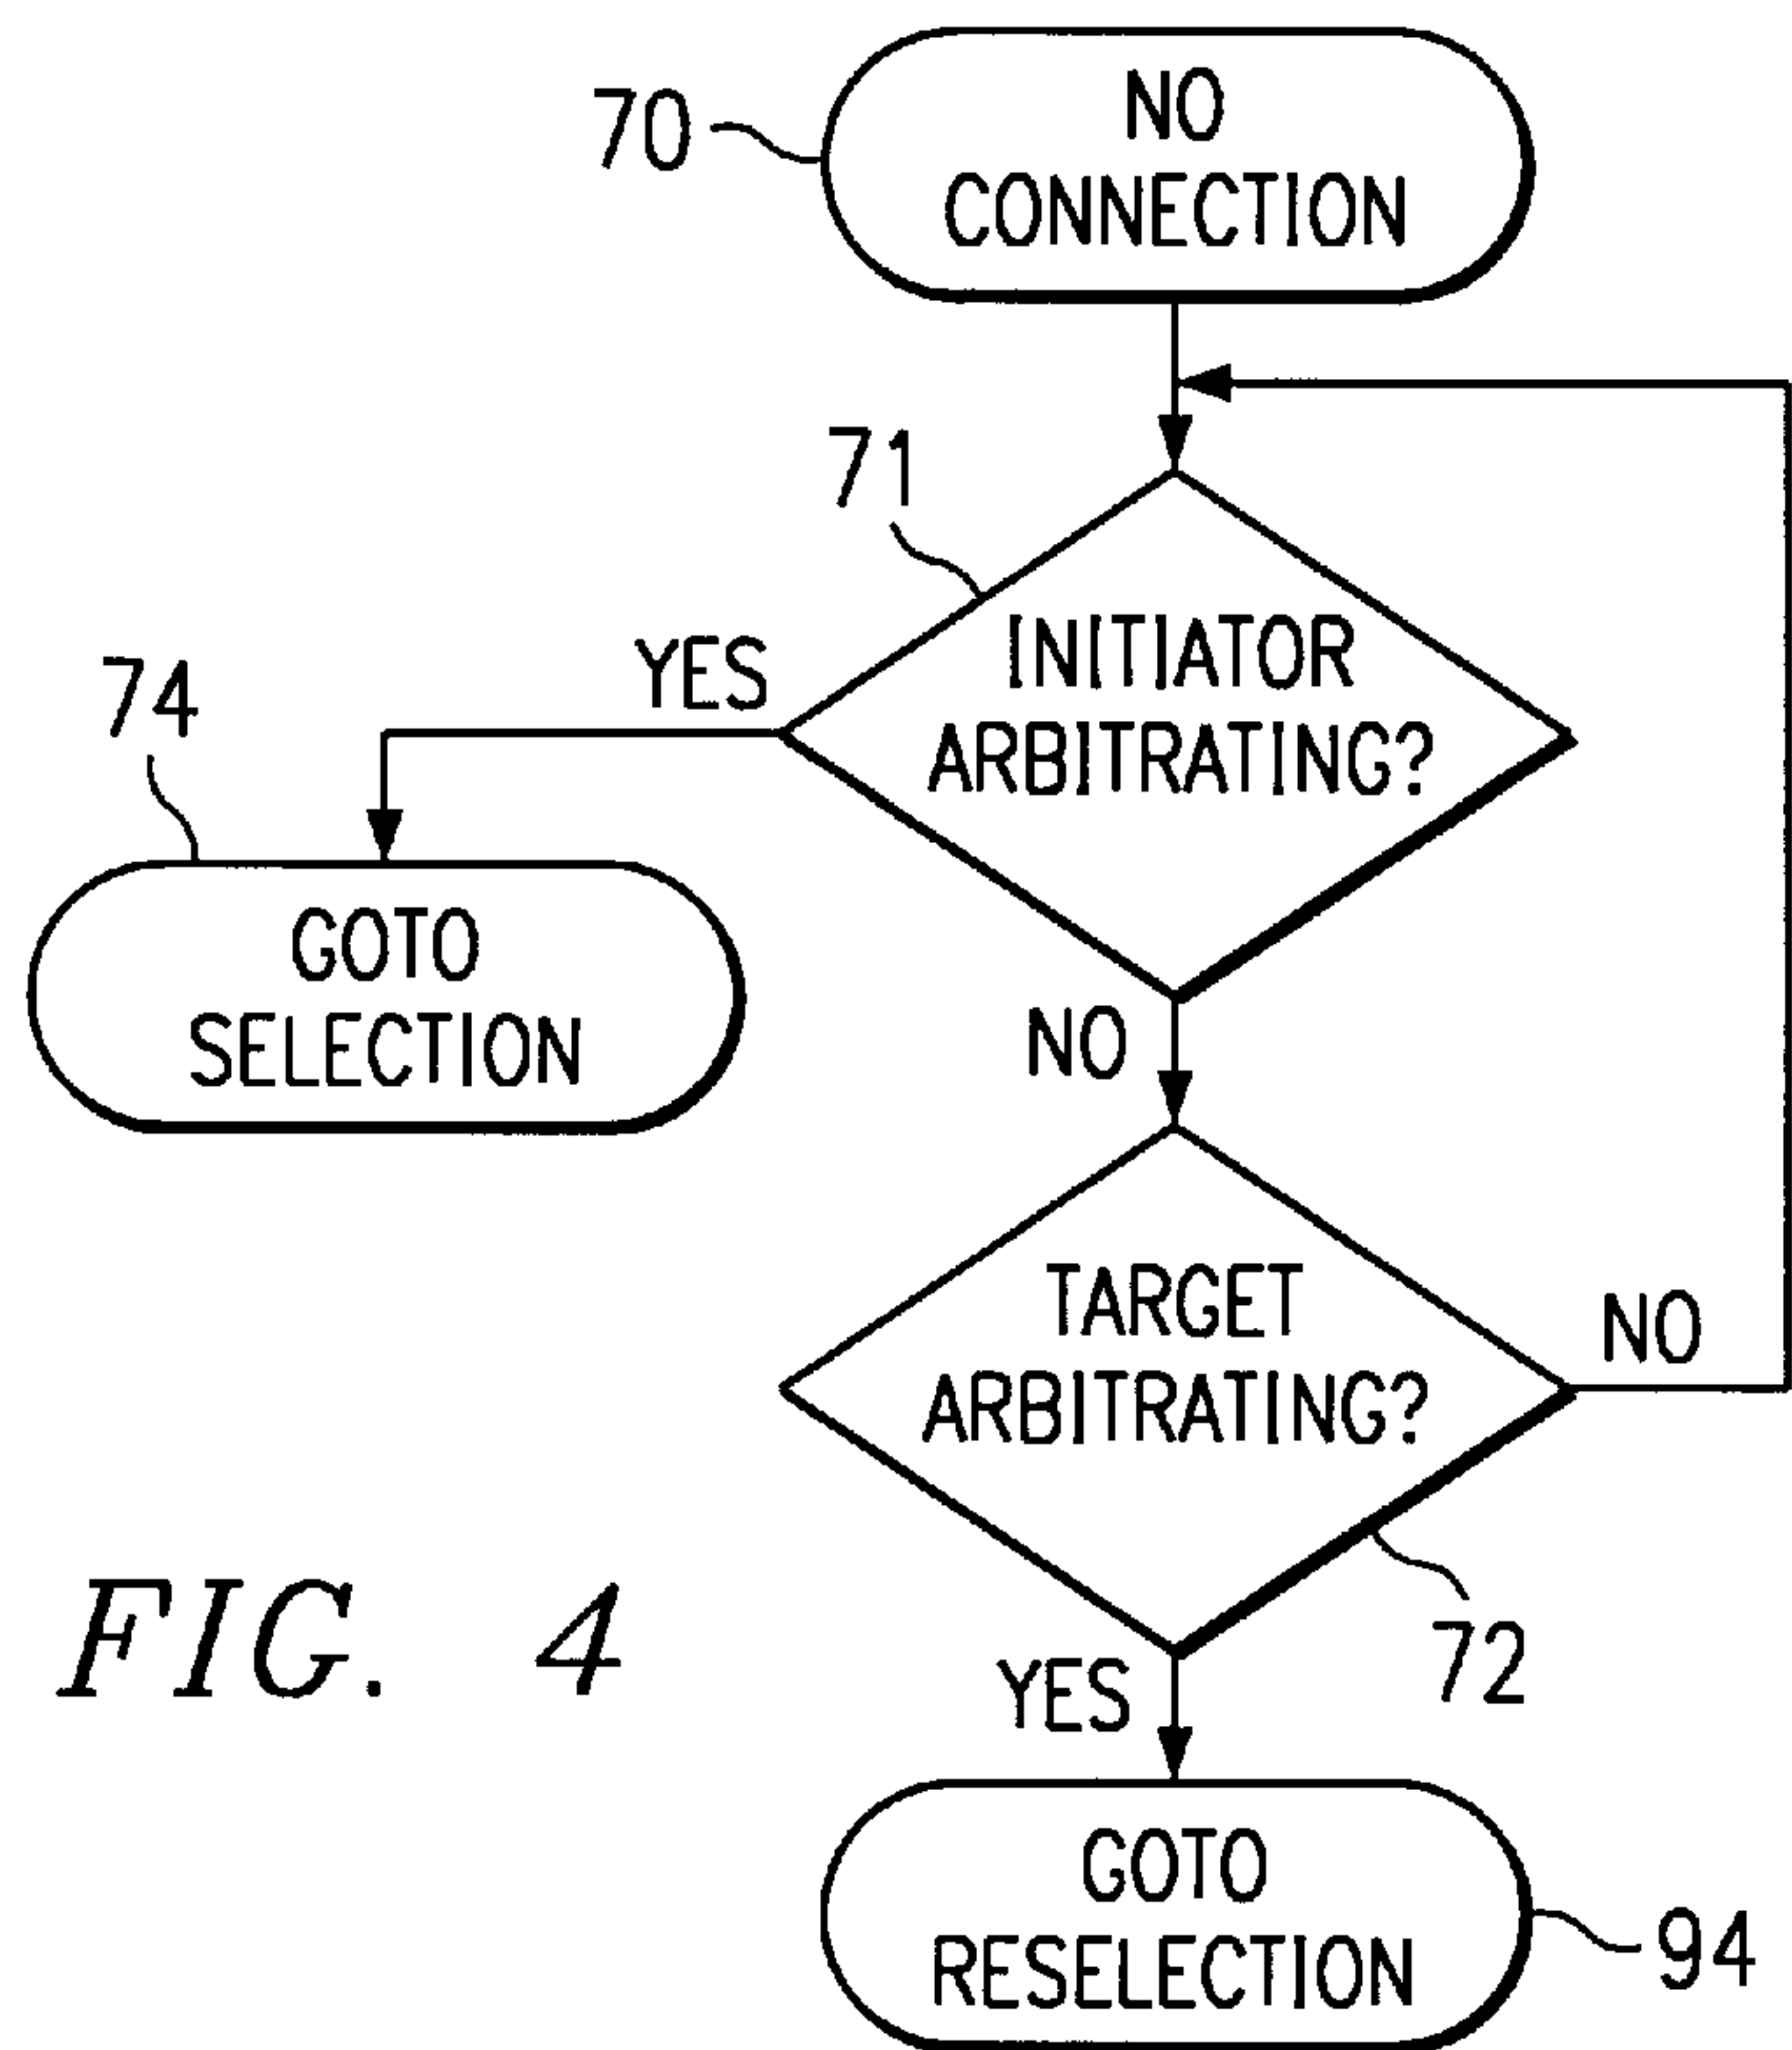 70
NO
CONNECTION
71
INITIATOR
ARBITRATING?
YES
74
GOTO
SELECTION
NO
TARGET
ARBITRATING?
NO
72
YES
GOTO
RESELECTION
94
FIG. 4